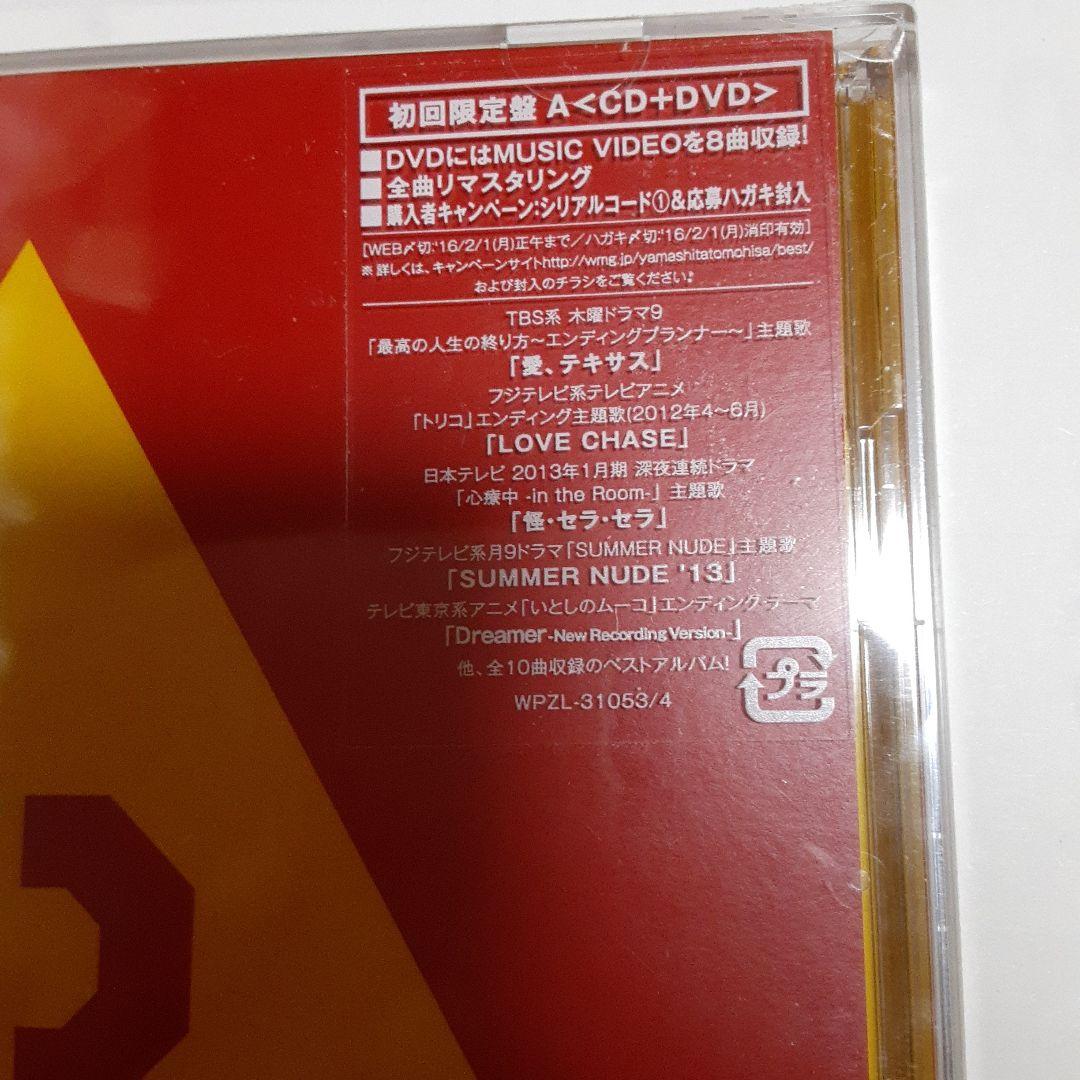 初回限定盤 A<CD+DVD>
■DVDにはMUSIC VIDEOを8曲収録!
■全曲リマスタリング
■購入者キャンペーン:シリアルコード①&応募ハガキ封入
[WEB〆切:'16/2/1(月)正午まで/ハガキ〆切:'16/2/1(月)消印有効]
※詳しくは、キャンペーンサイトhttp://wmg.jp/yamashitatomohisa/best/
および封入のチラシをご覧ください。
TBS系 木曜ドラマ9
「最高の人生の終り方~エンディングプランナー~」主題歌
「愛、テキサス」
フジテレビ系テレビアニメ
「トリコ」エンディング主題歌(2012年4~6月)
「LOVE CHASE」
日本テレビ 2013年1月期 深夜連続ドラマ
「心療中 -in the Room-」 主題歌
「怪・セラ・セラ」
フジテレビ系月9ドラマ「SUMMER NUDE」主題歌
「SUMMER NUDE '13」
テレビ東京系アニメ「いとしのムーコ」エンディングテーマ
「Dreamer-New Recording Version-」
他、全10曲収録のベストアルバム!
プラ
WPZL-31053/4